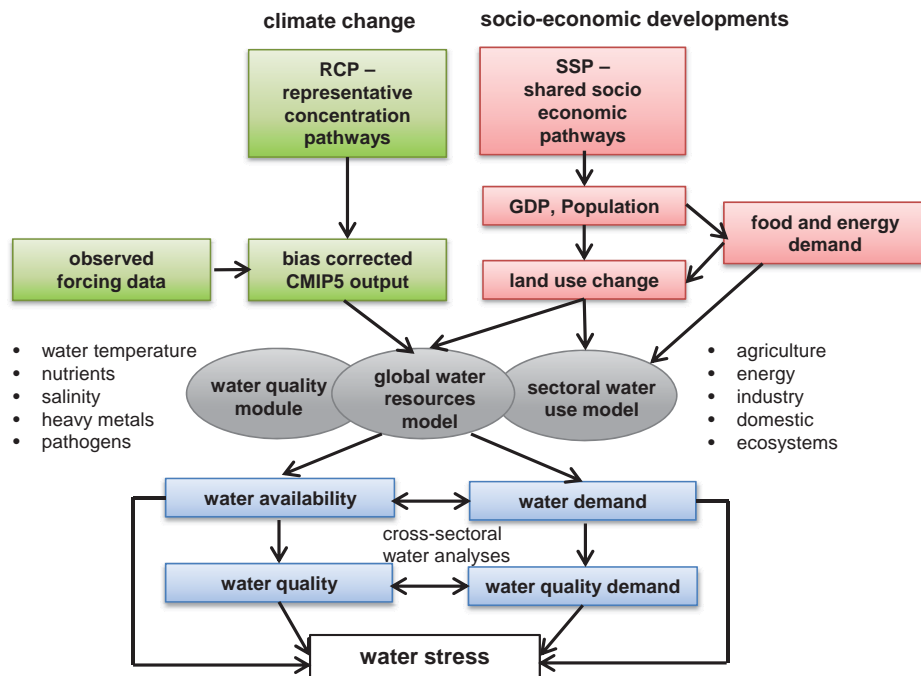 climate change
socio-economic developments
RCP –
representative
concentration
pathways
SSP –
shared socio
economic
pathways
GDP, Population
food and energy
demand
observed
forcing data
bias corrected
CMIP5 output
land use change
• water temperature
• nutrients
• salinity
• heavy metals
• pathogens
water quality
module
global water
resources
model
sectoral water
use model
• agriculture
• energy
• industry
• domestic
• ecosystems
water availability
water demand
cross-sectoral
water analyses
water quality
water quality demand
water stress